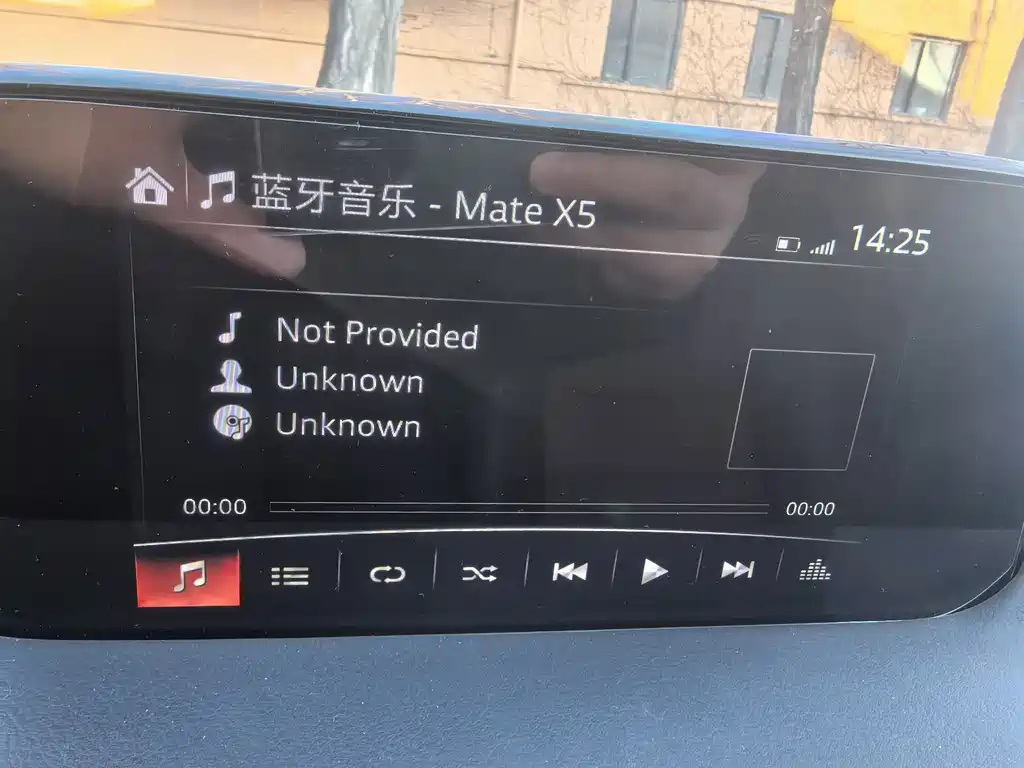 蓝牙音乐 - Mate X5
14:25
Not Provided
Unknown
Unknown
00:00 00:00